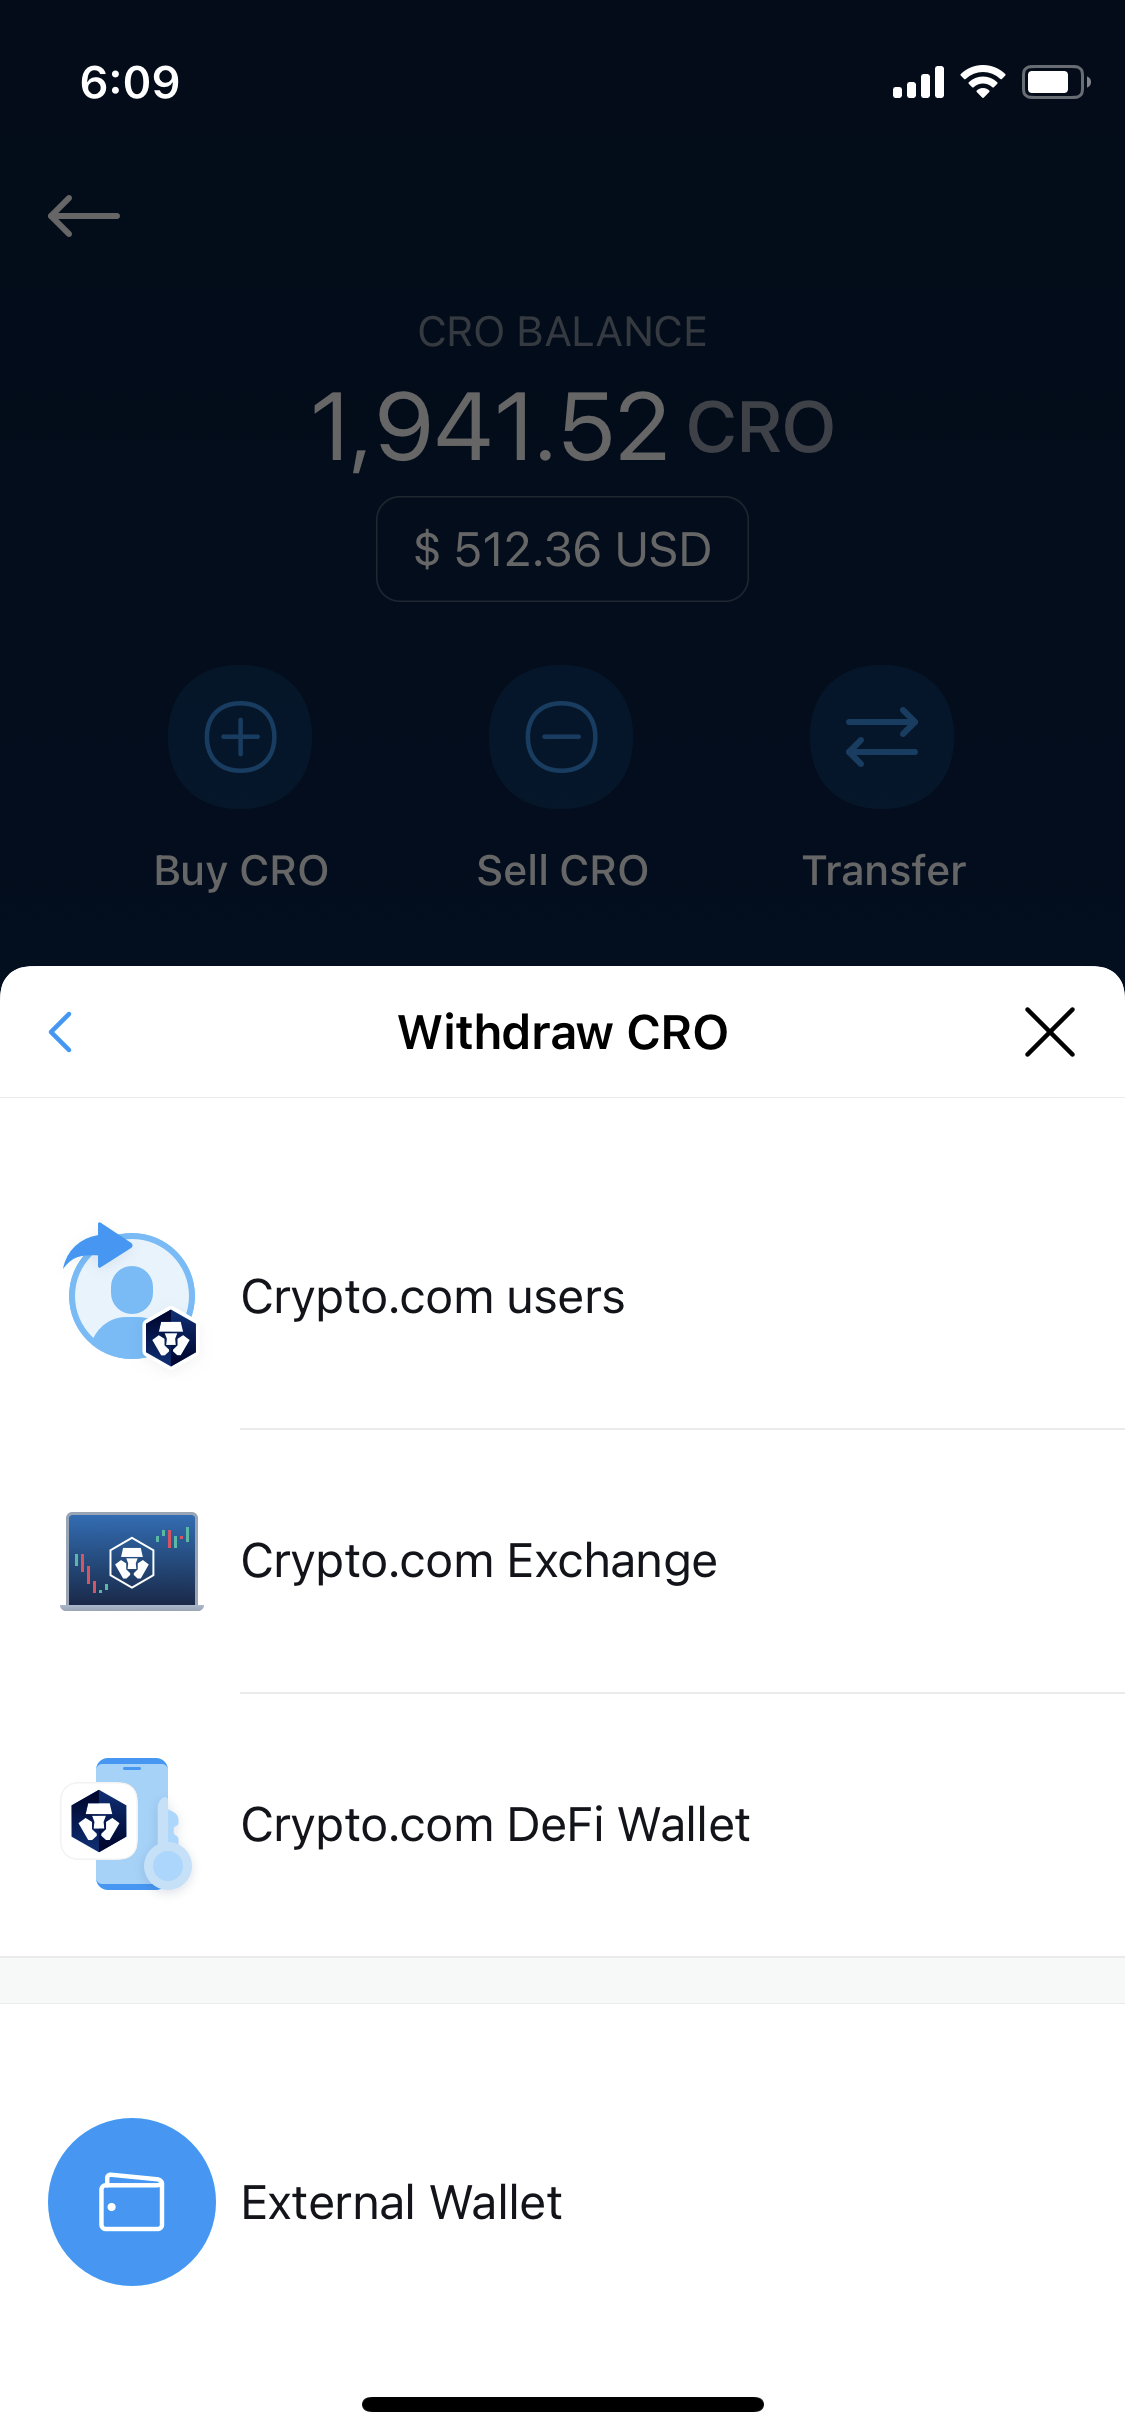 6:09
CRO BALANCE
1,941.52 CRO
$ 512.36 USD
Buy CRO Sell CRO Transfer
Withdraw CRO
Crypto.com users
Crypto.com Exchange
Crypto.com DeFi Wallet
External Wallet